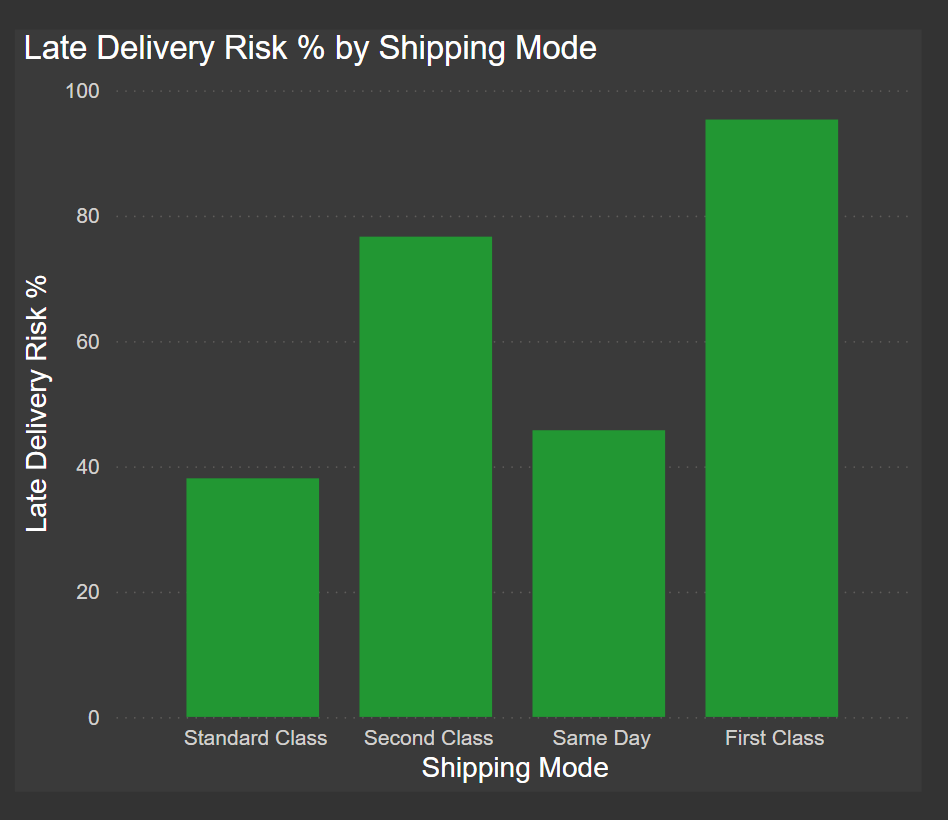 Late Delivery Risk % by Shipping Mode
100
80
60
40
20
0
Late Delivery Risk %
Standard Class
Second Class
Same Day
First Class
Shipping Mode